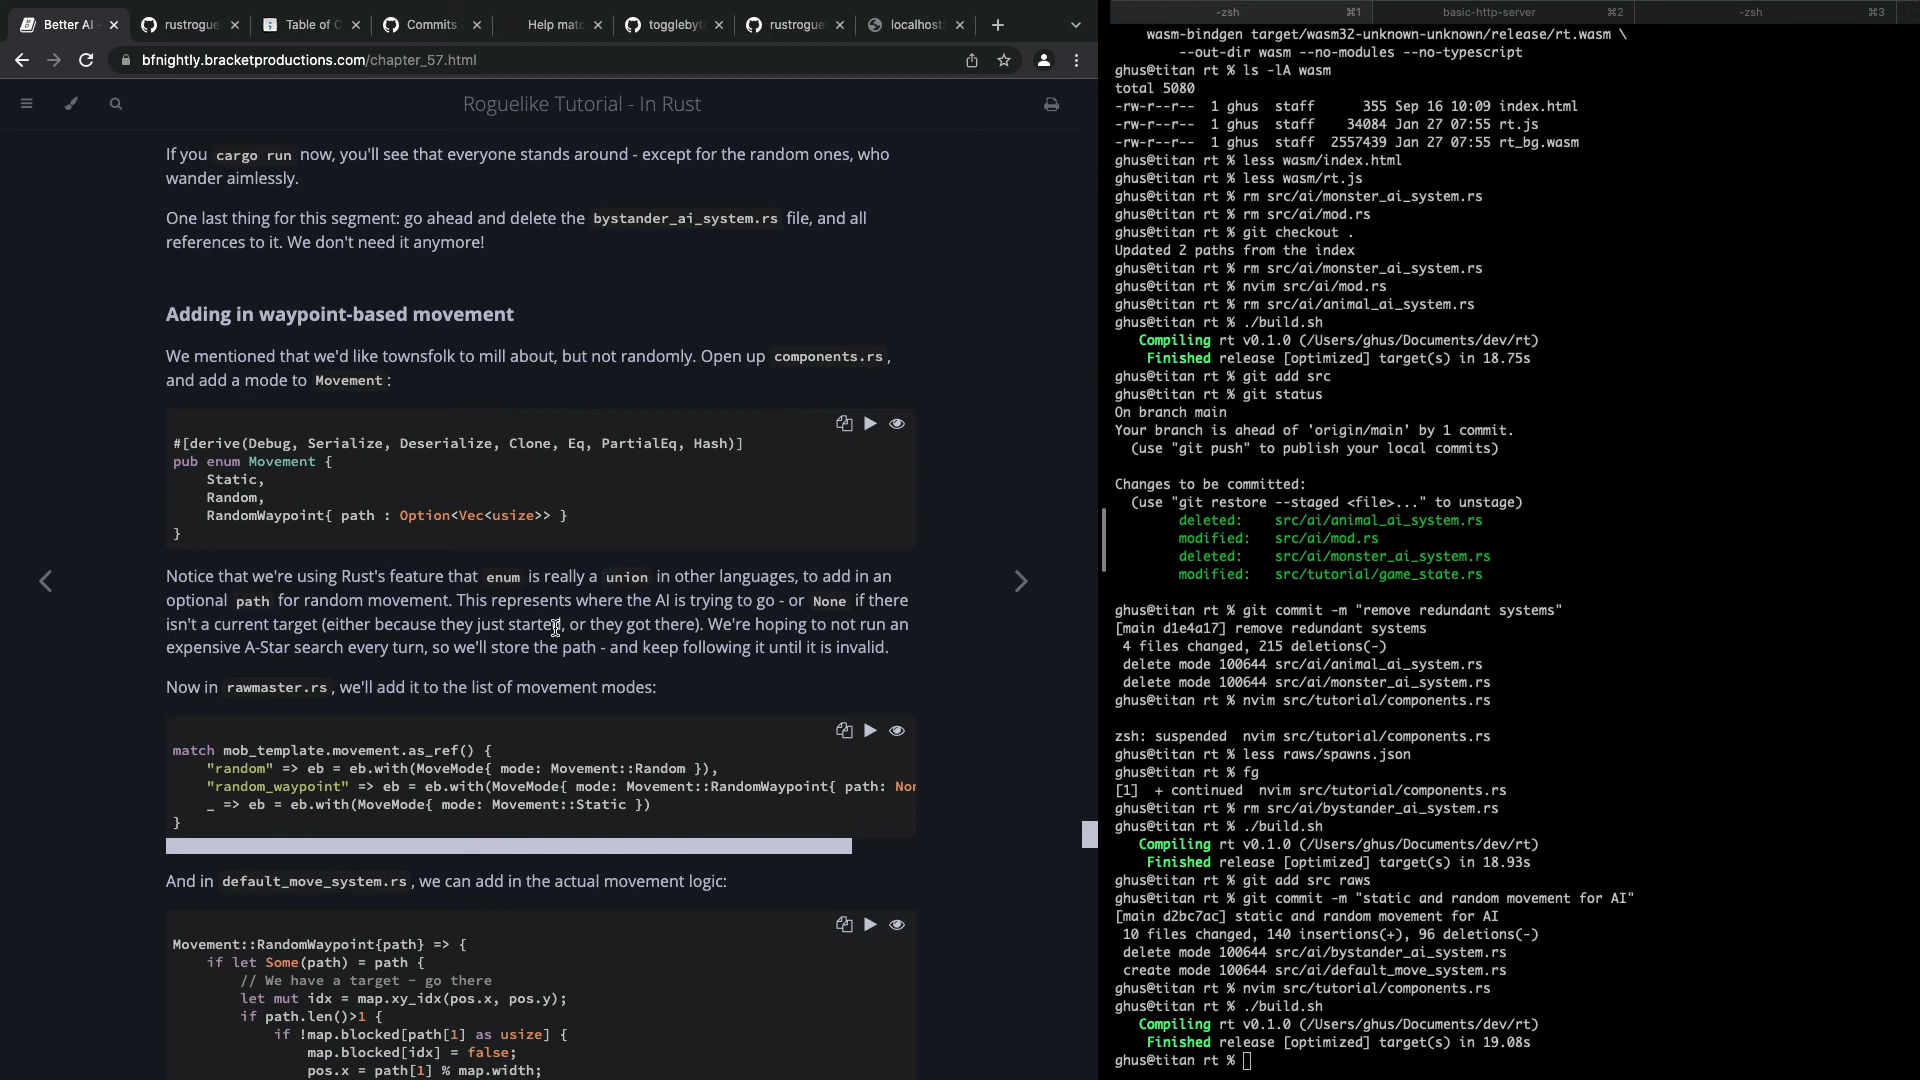 Better AI
rustrogue
Table of C
Commits
Help mat
togglebyt
rustrogue
localhost
bfnightly.bracketproductions.com/chapter_57.html
Roguelike Tutorial - In Rust
If you cargo run now, you'll see that everyone stands around - except for the random ones, who
wander aimlessly.
One last thing for this segment: go ahead and delete the bystander_ai_system.rs file, and all
references to it. We don't need it anymore!
Adding in waypoint-based movement
We mentioned that we'd like townsfolk to mill about, but not randomly. Open up components.rs,
and add a mode to Movement:
#[derive(Debug, Serialize, Deserialize, Clone, Eq, PartialEq, Hash)]
pub enum Movement {
    Static,
    Random,
    RandomWaypoint{ path : Option<Vec<usize>> }
}
Notice that we're using Rust's feature that enum is really a union in other languages, to add in an
optional path for random movement. This represents where the AI is trying to go - or None if there
isn't a current target (either because they just started, or they got there). We're hoping to not run an
expensive A-Star search every turn, so we'll store the path - and keep following it until it is invalid.
Now in rawmaster.rs, we'll add it to the list of movement modes:
match mob_template.movement.as_ref() {
    "random" => eb = eb.with(MoveMode{ mode: Movement::Random }),
    "random_waypoint" => eb = eb.with(MoveMode{ mode: Movement::RandomWaypoint{ path: Non
    _ => eb = eb.with(MoveMode{ mode: Movement::Static })
}
And in default_move_system.rs, we can add in the actual movement logic:
Movement::RandomWaypoint{path} => {
    if let Some(path) = path {
        // We have a target - go there
        let mut idx = map.xy_idx(pos.x, pos.y);
        if path.len()>1 {
            if !map.blocked[path[1] as usize] {
                map.blocked[idx] = false;
                pos.x = path[1] % map.width;
-zsh ⌘1
basic-http-server ⌘2
-zsh ⌘3
    wasm-bindgen target/wasm32-unknown-unknown/release/rt.wasm \
        --out-dir wasm --no-modules --no-typescript
ghus@titan rt % ls -lA wasm
total 5080
-rw-r--r--  1 ghus  staff      355 Sep 16 10:09 index.html
-rw-r--r--  1 ghus  staff    34084 Jan 27 07:55 rt.js
-rw-r--r--  1 ghus  staff  2557439 Jan 27 07:55 rt_bg.wasm
ghus@titan rt % less wasm/index.html
ghus@titan rt % less wasm/rt.js
ghus@titan rt % rm src/ai/monster_ai_system.rs
ghus@titan rt % rm src/ai/mod.rs
ghus@titan rt % git checkout .
Updated 2 paths from the index
ghus@titan rt % rm src/ai/monster_ai_system.rs
ghus@titan rt % nvim src/ai/mod.rs
ghus@titan rt % rm src/ai/animal_ai_system.rs
ghus@titan rt % ./build.sh
   Compiling rt v0.1.0 (/Users/ghus/Documents/dev/rt)
    Finished release [optimized] target(s) in 18.75s
ghus@titan rt % git add src
ghus@titan rt % git status
On branch main
Your branch is ahead of 'origin/main' by 1 commit.
  (use "git push" to publish your local commits)
Changes to be committed:
  (use "git restore --staged <file>..." to unstage)
        deleted:    src/ai/animal_ai_system.rs
        modified:   src/ai/mod.rs
        deleted:    src/ai/monster_ai_system.rs
        modified:   src/tutorial/game_state.rs
ghus@titan rt % git commit -m "remove redundant systems"
[main d1e4a17] remove redundant systems
 4 files changed, 215 deletions(-)
 delete mode 100644 src/ai/animal_ai_system.rs
 delete mode 100644 src/ai/monster_ai_system.rs
ghus@titan rt % nvim src/tutorial/components.rs
zsh: suspended  nvim src/tutorial/components.rs
ghus@titan rt % less raws/spawns.json
ghus@titan rt % fg
[1]  + continued  nvim src/tutorial/components.rs
ghus@titan rt % rm src/ai/bystander_ai_system.rs
ghus@titan rt % ./build.sh
   Compiling rt v0.1.0 (/Users/ghus/Documents/dev/rt)
    Finished release [optimized] target(s) in 18.93s
ghus@titan rt % git add src raws
ghus@titan rt % git commit -m "static and random movement for AI"
[main d2bc7ac] static and random movement for AI
 10 files changed, 140 insertions(+), 96 deletions(-)
 delete mode 100644 src/ai/bystander_ai_system.rs
 create mode 100644 src/ai/default_move_system.rs
ghus@titan rt % nvim src/tutorial/components.rs
ghus@titan rt % ./build.sh
   Compiling rt v0.1.0 (/Users/ghus/Documents/dev/rt)
    Finished release [optimized] target(s) in 19.08s
ghus@titan rt %